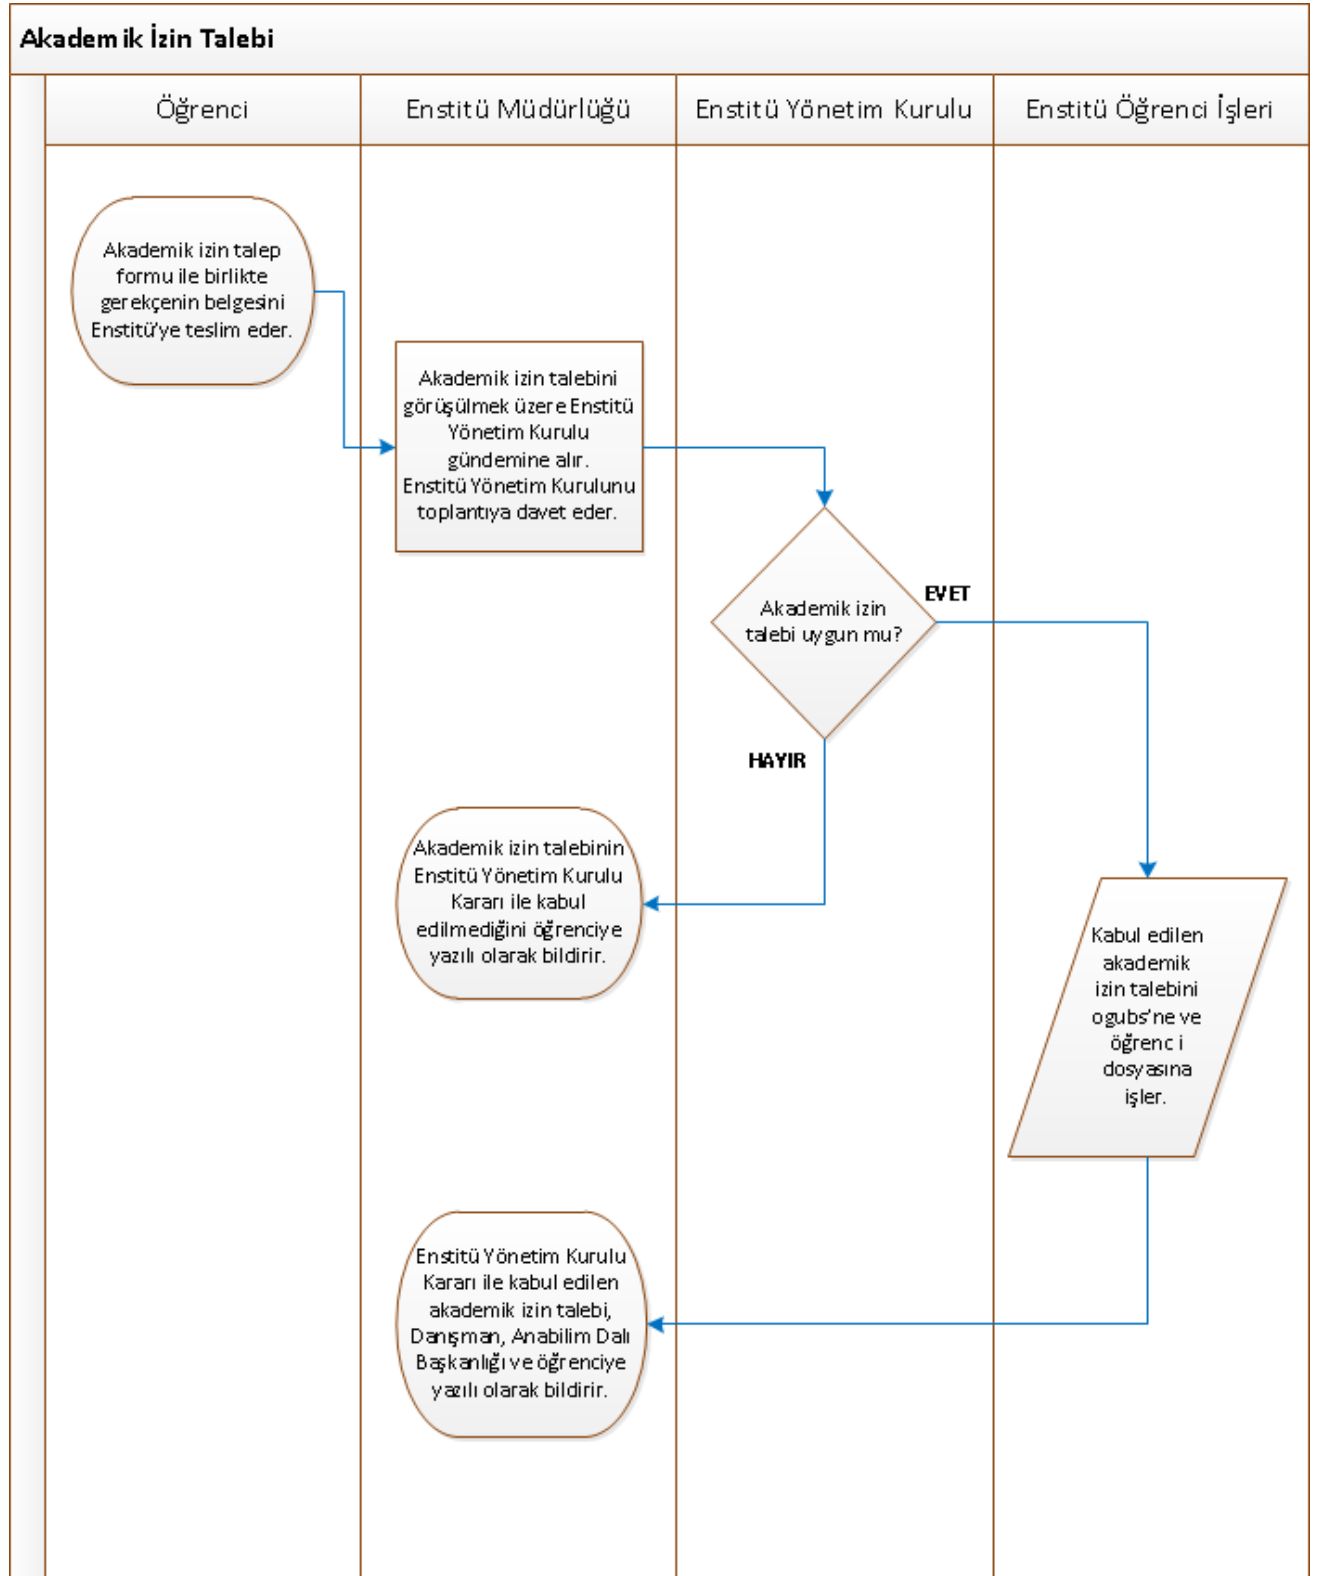 Akademik İzin Talebi
Öğrenci
Enstitü Müdürlüğü
Enstitü Yönetim Kurulu
Enstitü Öğrenci İşleri
Akademik izin talep
formu ile birlikte
gerekçenin belgesini
Enstitü'ye teslim eder.
Akademik izin talebini
görüşülmek üzere Enstitü
Yönetim Kurulu
gündemine alır.
Enstitü Yönetim Kurulunu
toplantıya davet eder.
Akademik izin
talebi uygun mu?
EVET
HAYIR
Akademik izin talebinin
Enstitü Yönetim Kurulu
Kararı ile kabul
edilmediğini öğrenciye
yazılı olarak bildirir.
Kabul edilen
akademik
izin talebini
ogubs'ne ve
öğrenci
dosyasına
işler.
Enstitü Yönetim Kurulu
Kararı ile kabul edilen
akademik izin talebi,
Danışman, Anabilim Dalı
Başkanlığı ve öğrenciye
yazılı olarak bildirir.